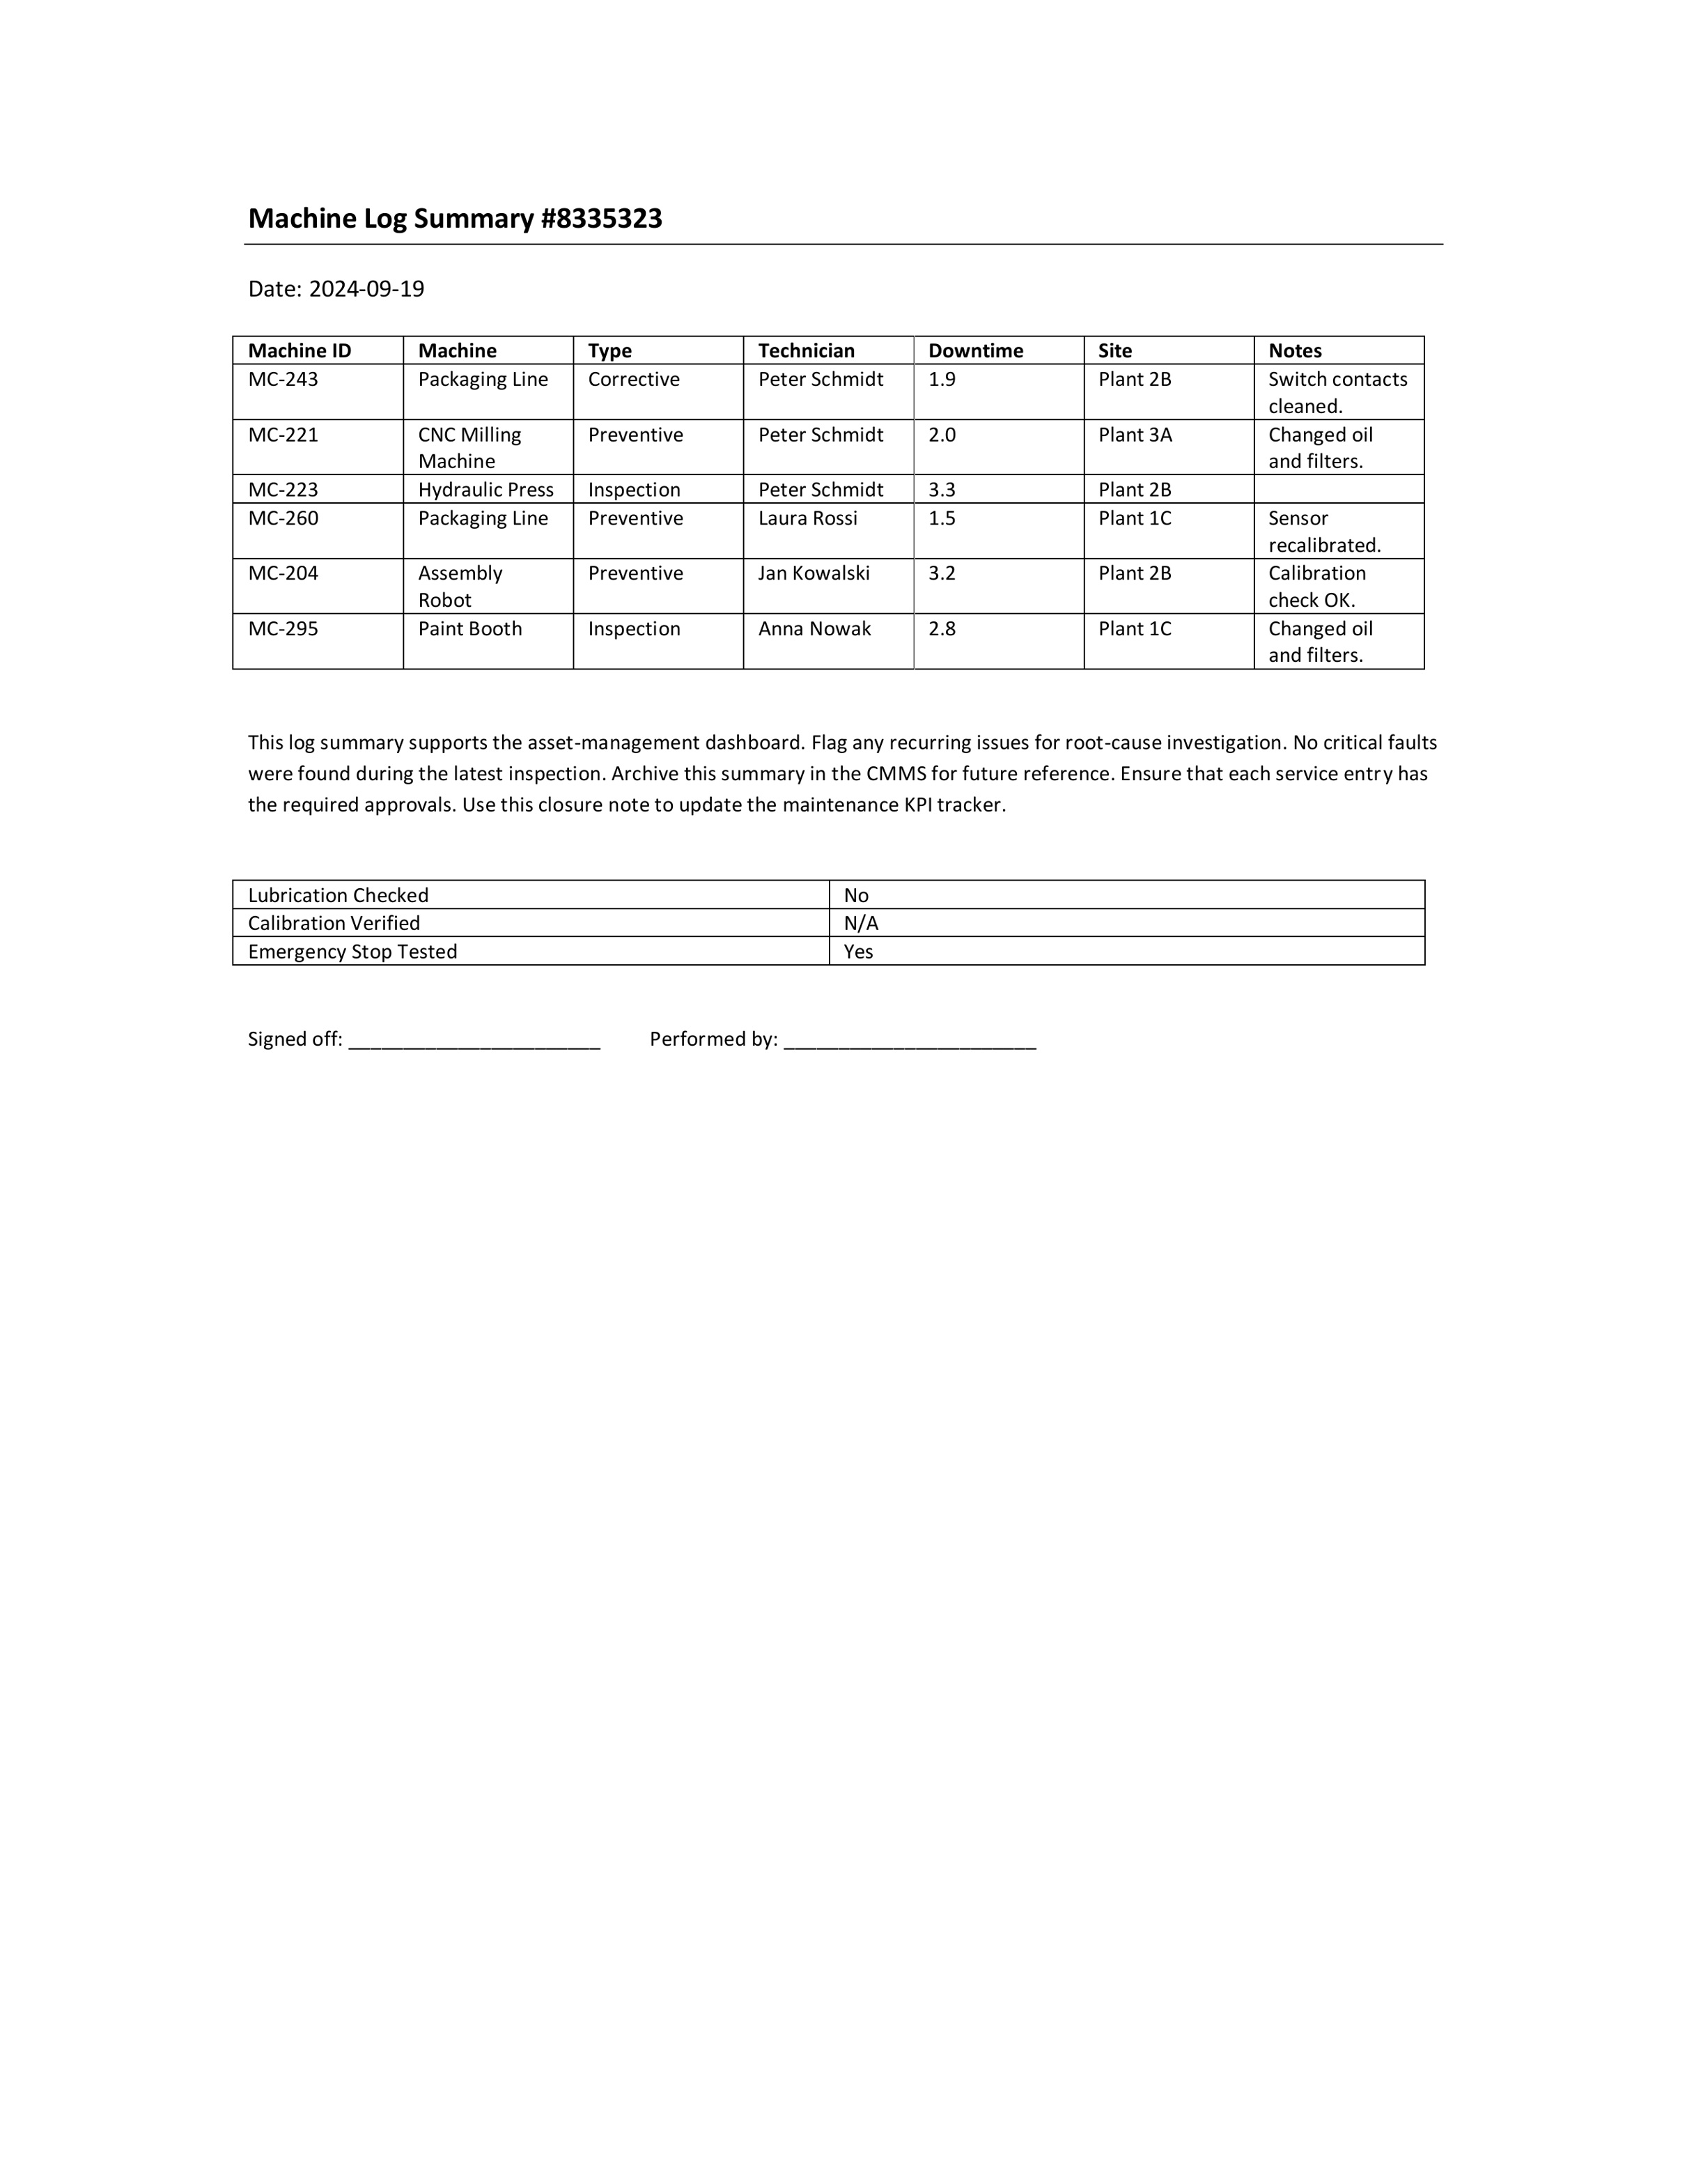 Machine Log Summary #8335323
Date: 2024-09-19
Machine ID Machine Type Technician Downtime Site Notes
MC-243 Packaging Line Corrective Peter Schmidt 1.9 Plant 2B Switch contacts
cleaned.
MC-221 CNC Milling Preventive Peter Schmidt 2.0 Plant 3A Changed oil
Machine and filters.
MC-223 Hydraulic Press Inspection Peter Schmidt 3.3 Plant 2B
MC-260 Packaging Line Preventive Laura Rossi 1.5 Plant 1C Sensor
recalibrated.
MC-204 Assembly Preventive Jan Kowalski 3.2 Plant 2B Calibration
Robot check OK.
MC-295 Paint Booth Inspection Anna Nowak 2.8 Plant 1C Changed oil
and filters.
This log summary supports the asset-management dashboard. Flag any recurring issues for root-cause investigation. No critical faults
were found during the latest inspection. Archive this summary in the CMMS for future reference. Ensure that each service entry has
the required approvals. Use this closure note to update the maintenance KPI tracker.
Lubrication Checked No
Calibration Verified N/A
Emergency Stop Tested Yes
Signed off: _______________________ Performed by: _______________________